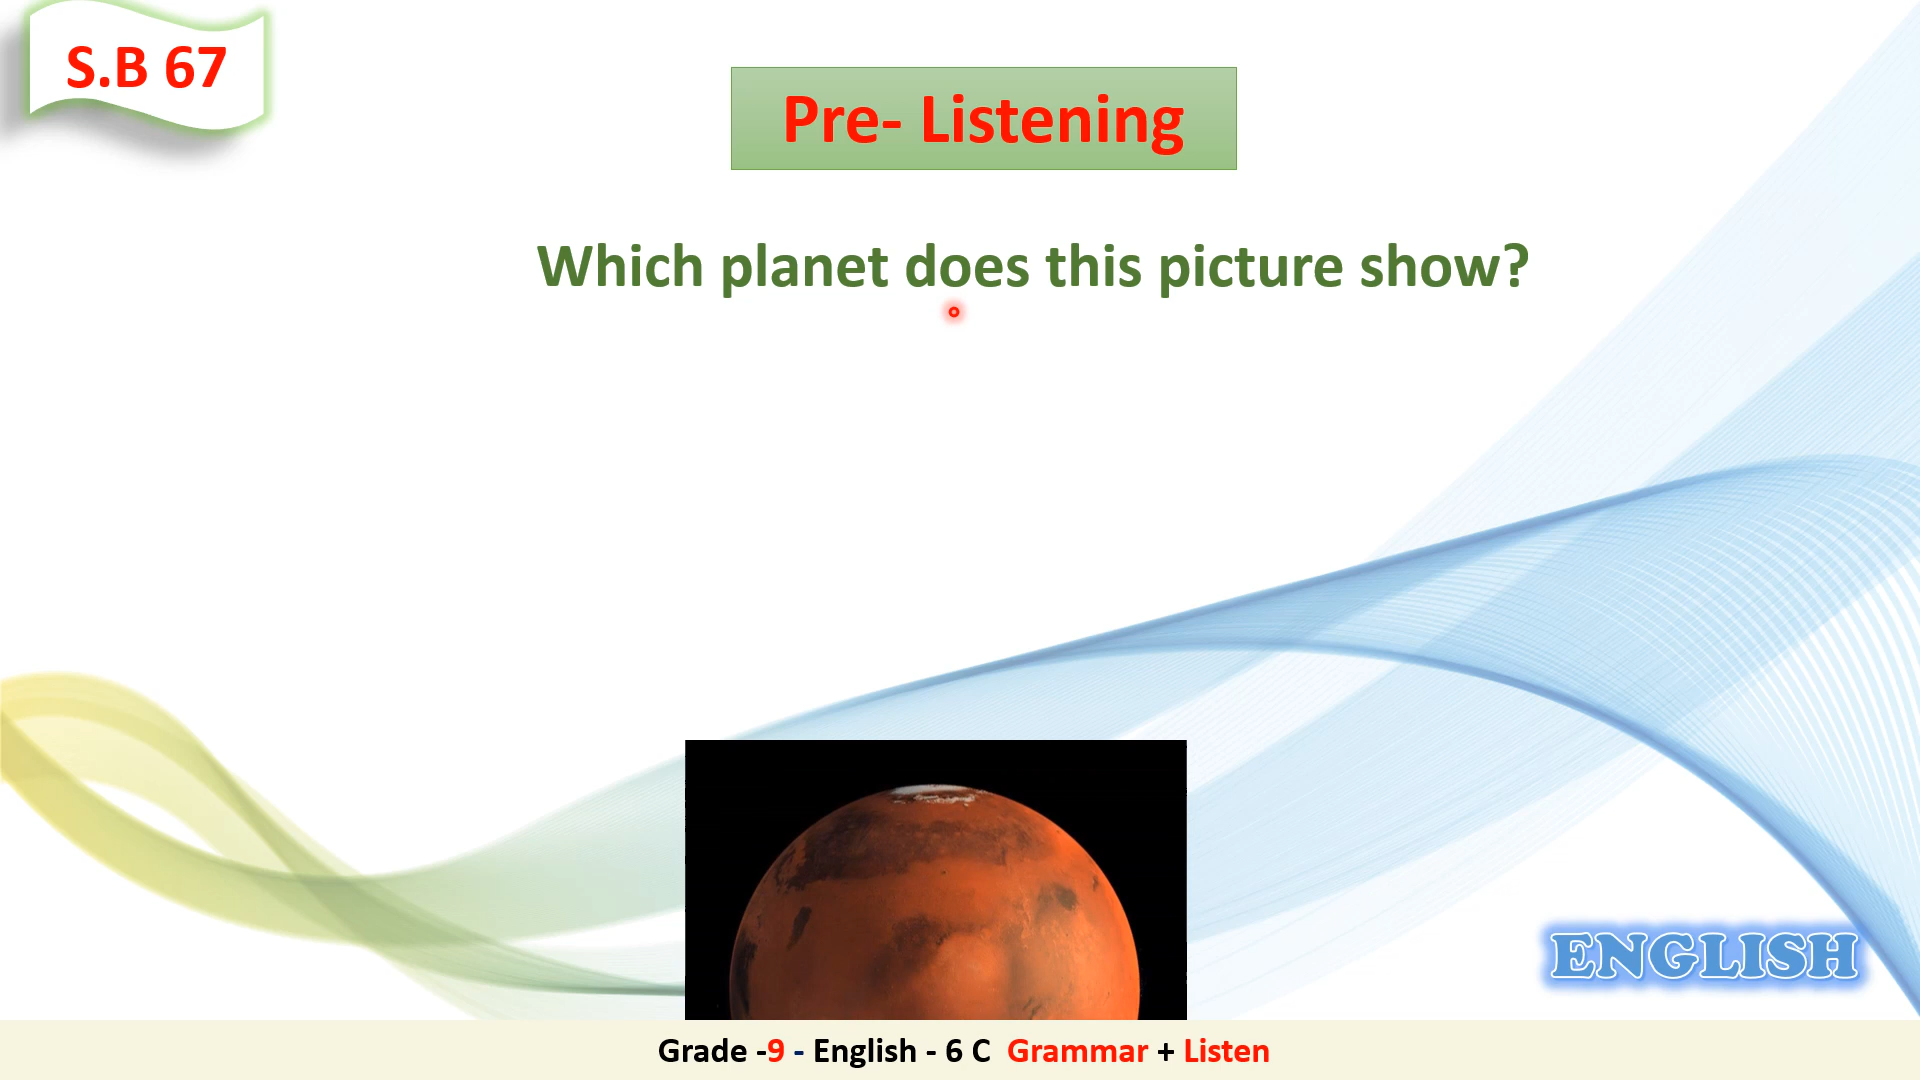 S.B 67
Pre- Listening
Which planet does this picture show?
ENGLISH
Grade -9 - English - 6 C Grammar + Listen